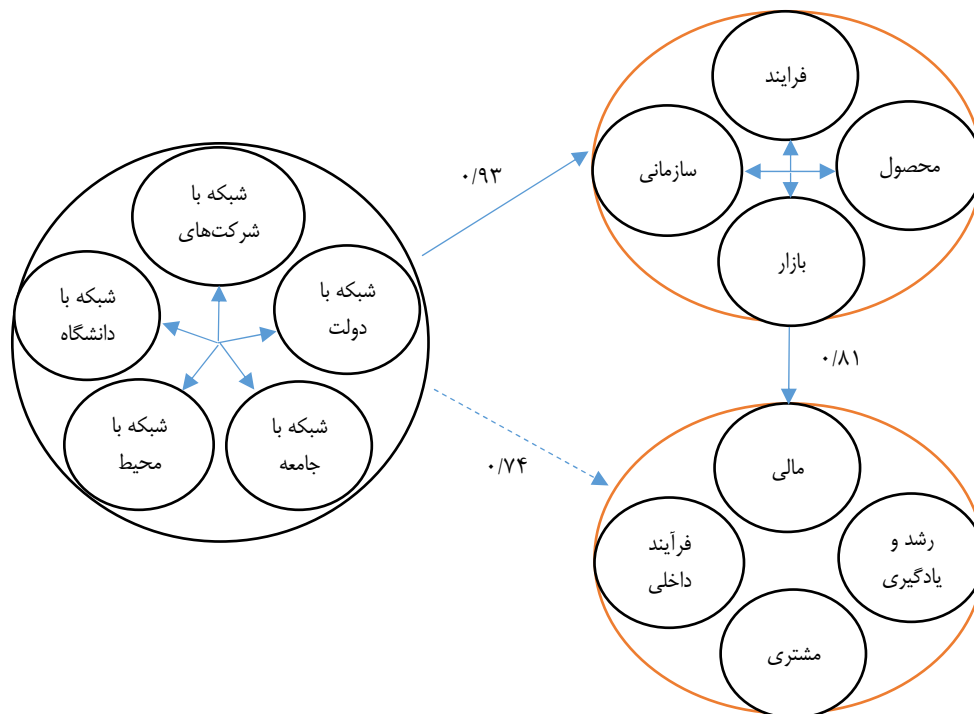 فرایند
سازمانی
محصول
بازار
۰/۹۳
شبکه با
شرکت‌های
شبکه با
دولت
شبکه با
دانشگاه
شبکه با
محیط
شبکه با
جامعه
۰/۸۱
۰/۷۴
مالی
فرآیند
داخلی
رشد و
یادگیری
مشتری